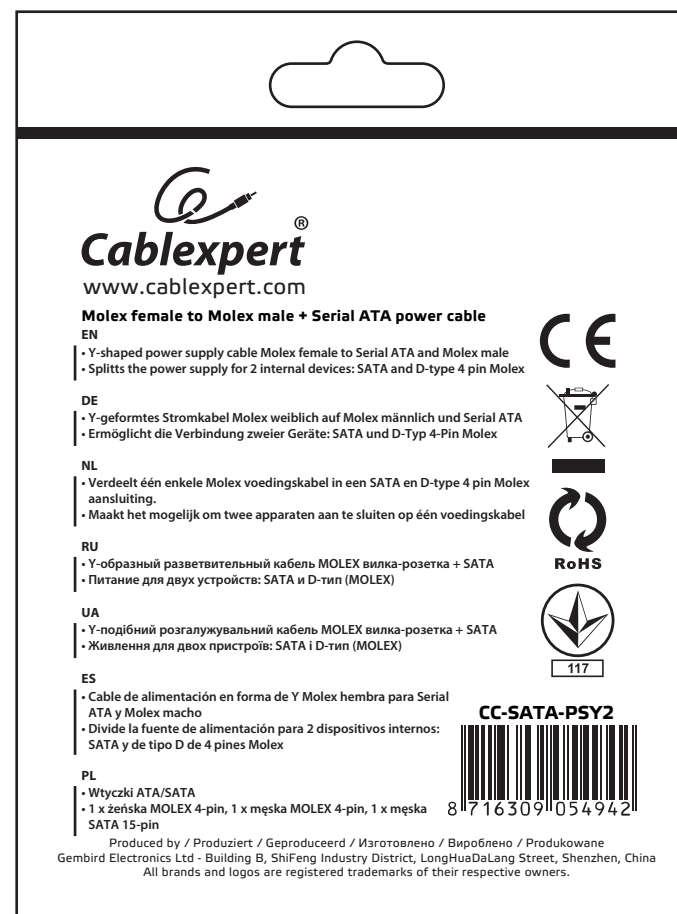 Cablexpert®
www.cablexpert.com
Molex female to Molex male + Serial ATA power cable
EN
• Y-shaped power supply cable Molex female to Serial ATA and Molex male
• Splitts the power supply for 2 internal devices: SATA and D-type 4 pin Molex
DE
• Y-geformtes Stromkabel Molex weiblich auf Molex männlich und Serial ATA
• Ermöglicht die Verbindung zweier Geräte: SATA und D-Typ 4-Pin Molex
NL
• Verdeelt één enkele Molex voedingskabel in een SATA en D-type 4 pin Molex
aansluiting.
• Maakt het mogelijk om twee apparaten aan te sluiten op één voedingskabel
RU
• Y-образный разветвительный кабель MOLEX вилка-розетка + SATA
• Питание для двух устройств: SATA и D-тип (MOLEX)
UA
• Y-подібний розгалужувальний кабель MOLEX вилка-розетка + SATA
• Живлення для двох пристроїв: SATA і D-тип (MOLEX)
ES
• Cable de alimentación en forma de Y Molex hembra para Serial
ATA y Molex macho
• Divide la fuente de alimentación para 2 dispositivos internos:
SATA y de tipo D de 4 pines Molex
PL
• Wtyczki ATA/SATA
• 1 x żeńska MOLEX 4-pin, 1 x męska MOLEX 4-pin, 1 x męska
SATA 15-pin
CE
RoHS
117
CC-SATA-PSY2
8 716309 054942
Produced by / Produziert / Geproduceerd / Изготовлено / Вироблено / Produkowane
Gembird Electronics Ltd - Building B, ShiFeng Industry District, LongHuaDaLang Street, Shenzhen, China
All brands and logos are registered trademarks of their respective owners.